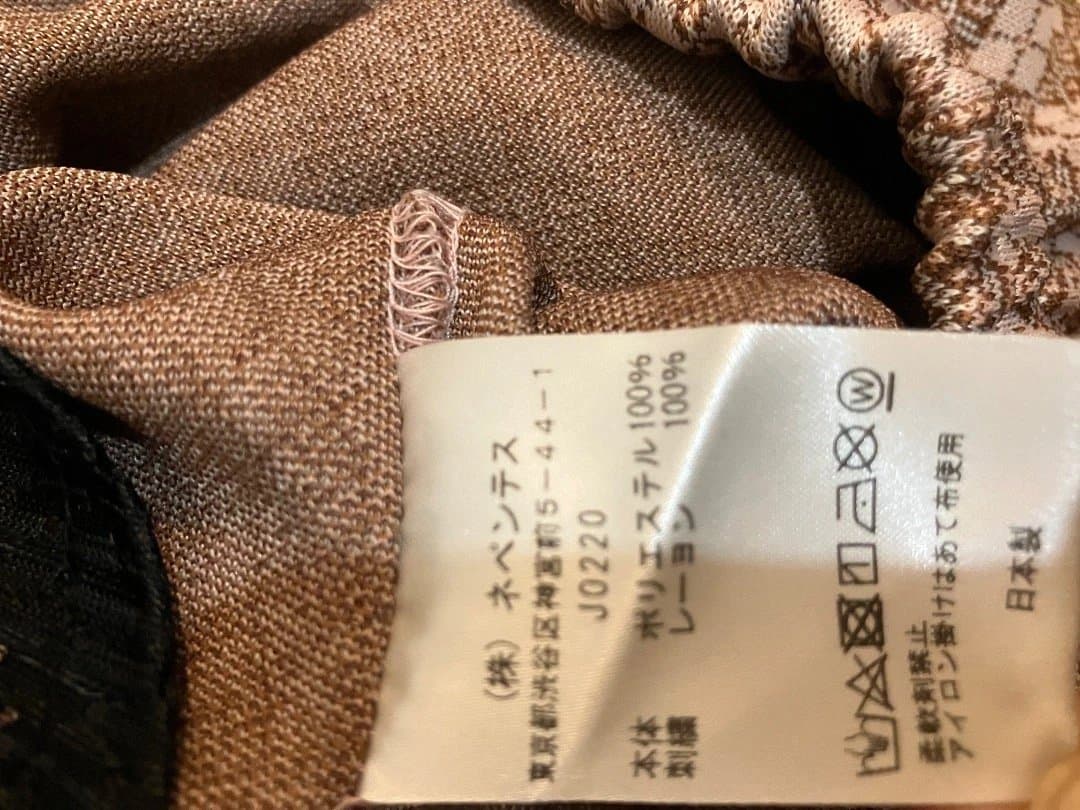 (株) ネペンテス
東京都渋谷区神宮前5-44-1
J0220
本体 ポリエステル 100%
刺繍 レーヨン 100%
W
柔軟剤禁止
アイロン掛けはあて布使用
日本製